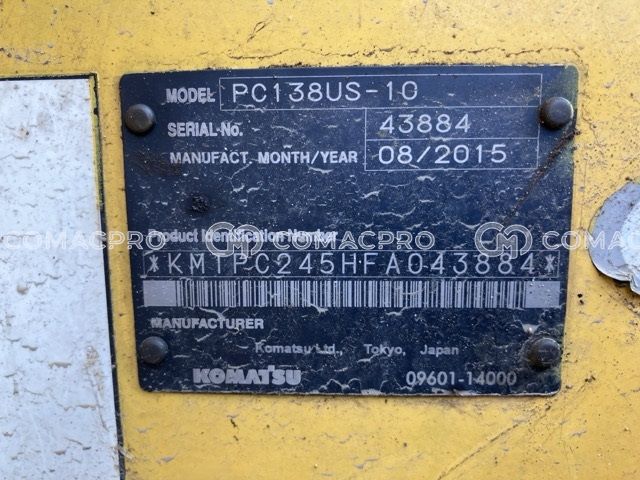 MODEL PC138US-10
SERIAL-No. 43884
MANUFACT. MONTH/YEAR 08/2015
Product Identification Number
COMACPRO COMACPRO COMACPRO
*KMTPC245HFA043884*
MANUFACTURER
Komatsu Ltd., Tokyo, Japan
KOMATSU 09601-14000